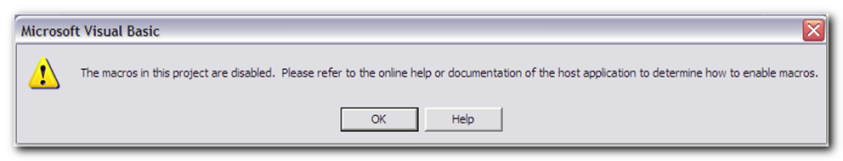 Microsoft Visual Basic
The macros in this project are disabled.  Please refer to the online help or documentation of the host application to determine how to enable macros.
OK
Help